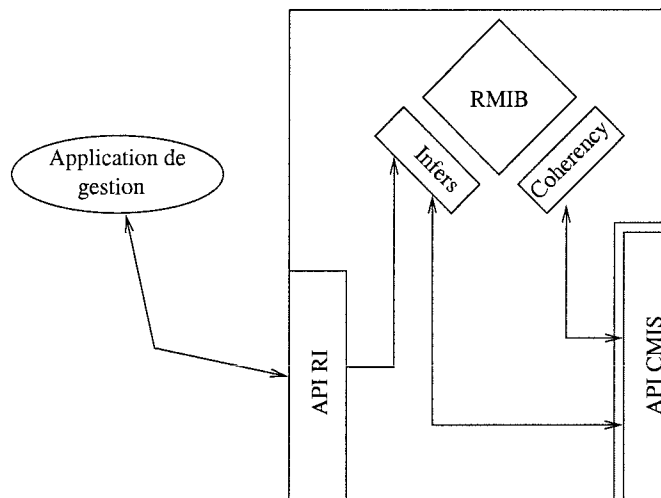 RMIB
Infers
Coherency
Application de
gestion
API RI
API CMIS